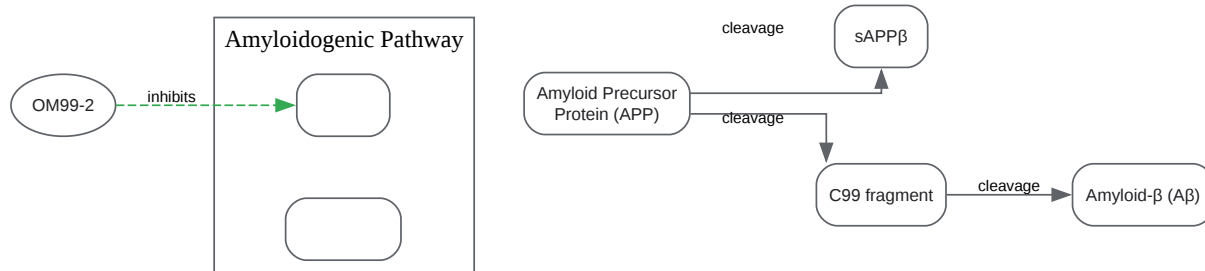 Amyloidogenic Pathway
OM99-2
inhibits
cleavage
sAPPβ
Amyloid Precursor
Protein (APP)
cleavage
C99 fragment
cleavage
Amyloid-β (Aβ)